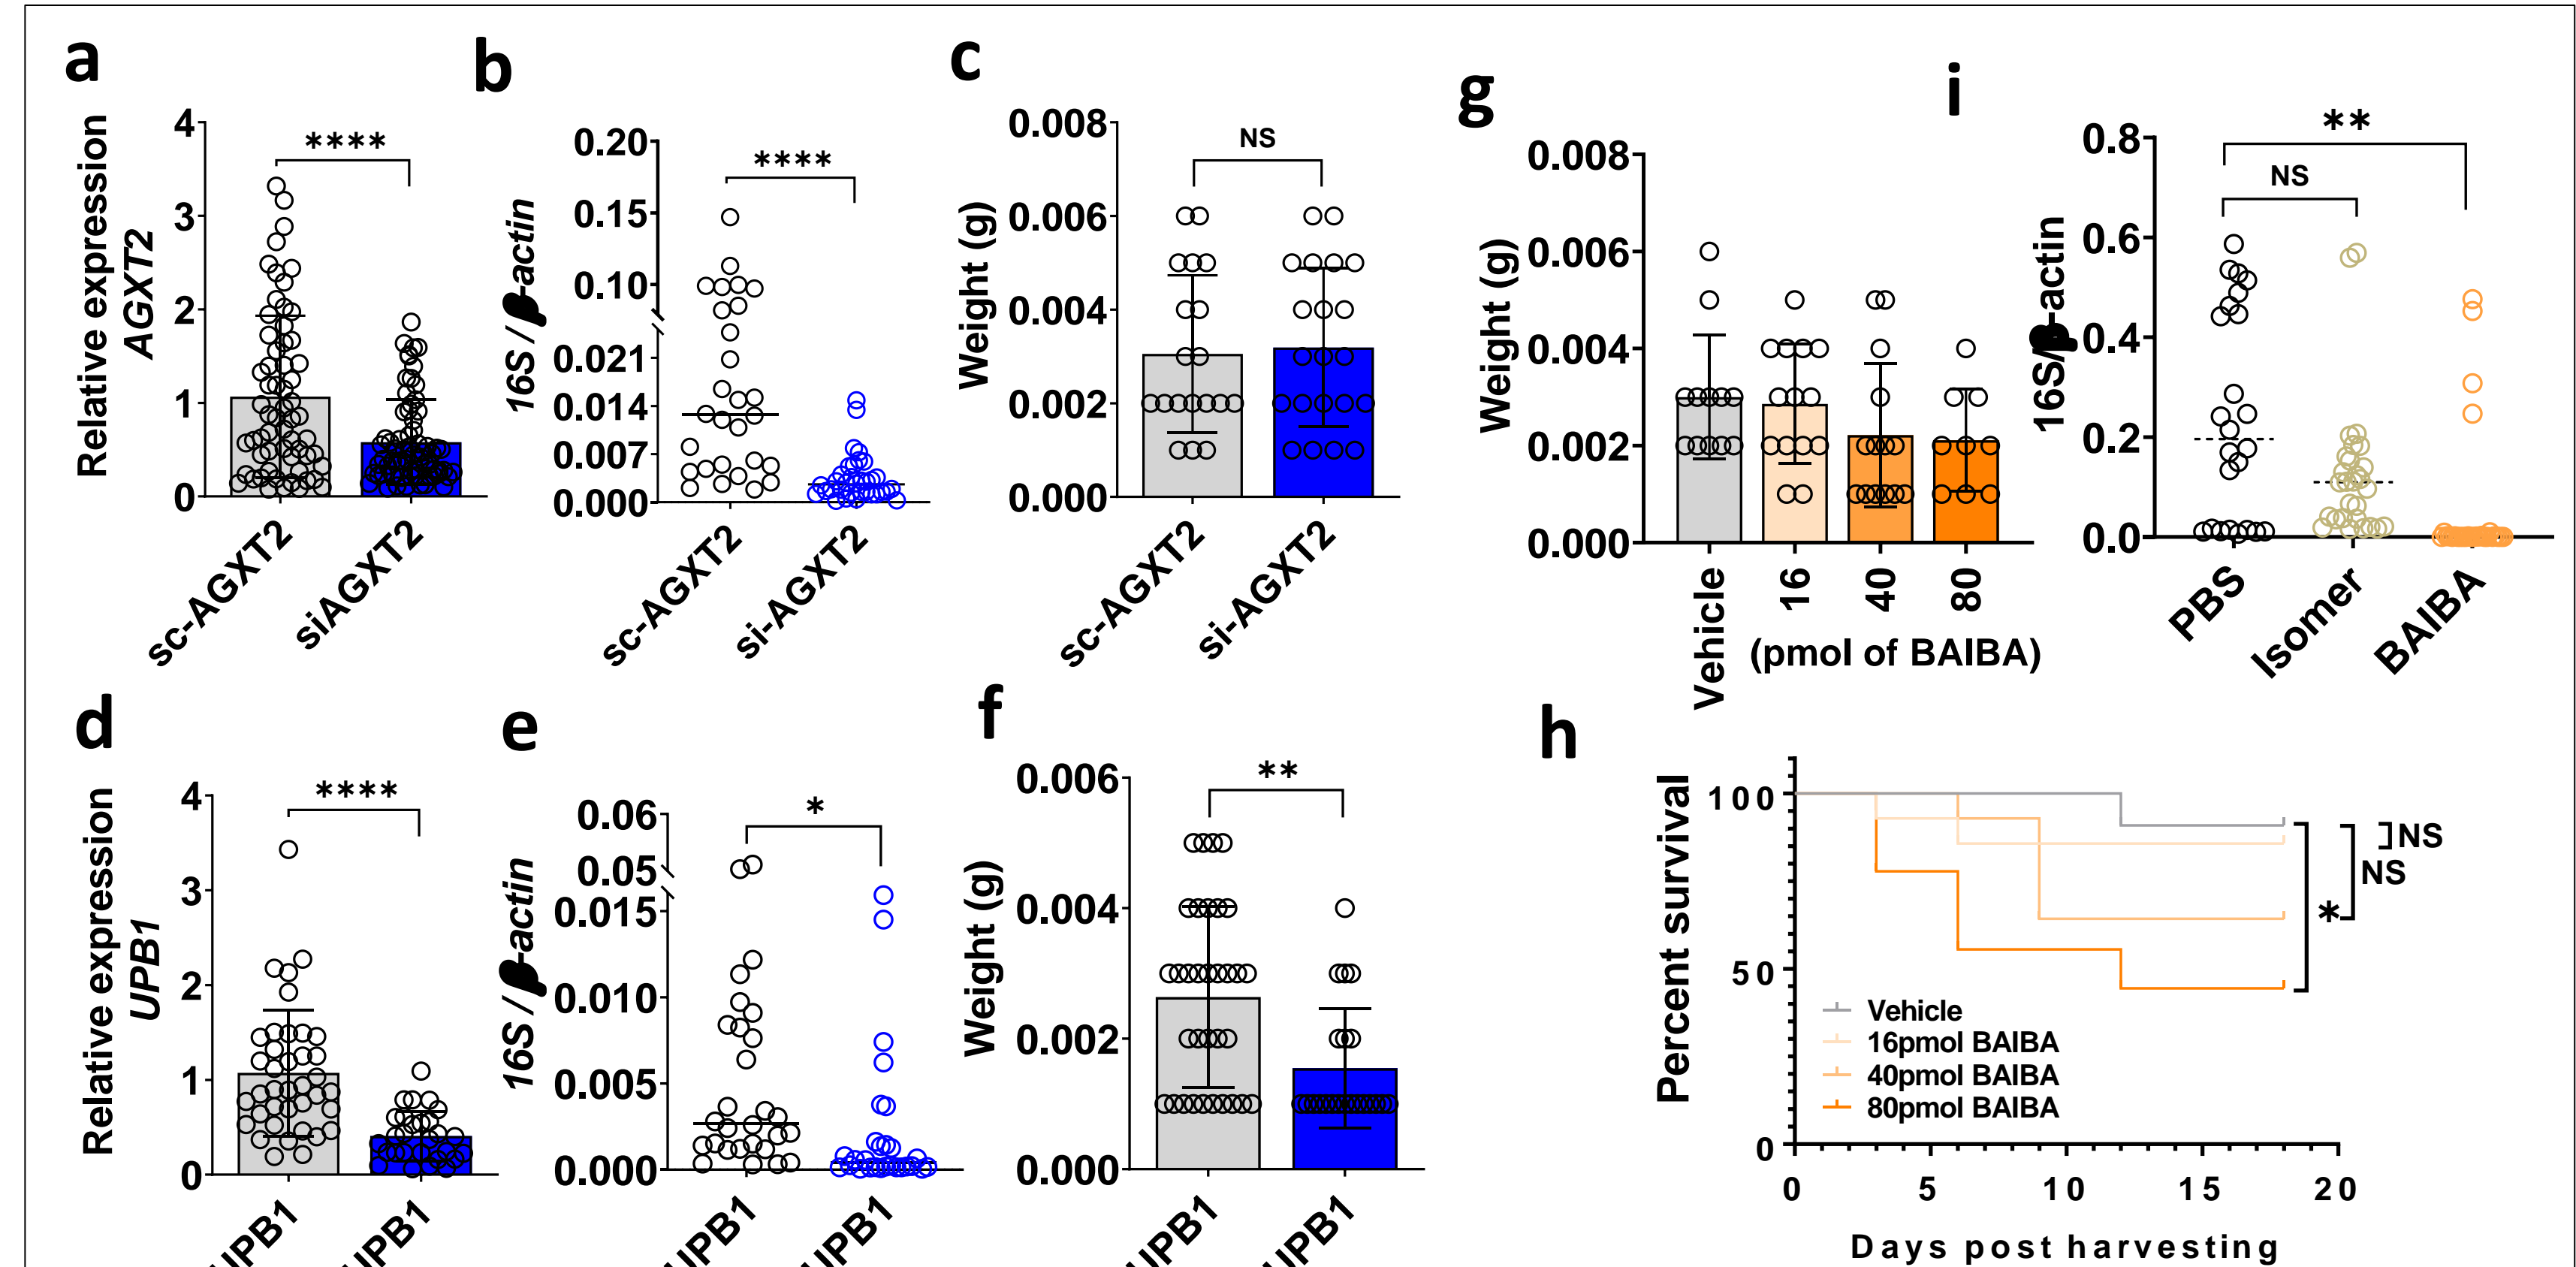 a
Relative expression
AGXT2
4
3
2
1
0
****
sc-AGXT2
siAGXT2
b
16S / β-actin
0.20
0.15
0.10
0.021
0.014
0.007
0.000
****
sc-AGXT2
si-AGXT2
c
Weight (g)
0.008
0.006
0.004
0.002
0.000
NS
sc-AGXT2
si-AGXT2
g
Weight (g)
0.008
0.006
0.004
0.002
0.000
Vehicle
16
40
80
(pmol of BAIBA)
i
16S/β-actin
0.8
0.6
0.4
0.2
0.0
**
NS
PBS
Isomer
BAIBA
d
Relative expression
UPB1
4
3
2
1
0
****
UPB1
UPB1
e
16S / β-actin
0.06
0.05
0.015
0.010
0.005
0.000
*
UPB1
UPB1
f
Weight (g)
0.006
0.004
0.002
0.000
**
UPB1
UPB1
h
Percent survival
100
50
0
NS
NS
*
Vehicle
16pmol BAIBA
40pmol BAIBA
80pmol BAIBA
0 5 10 15 20
Days post harvesting